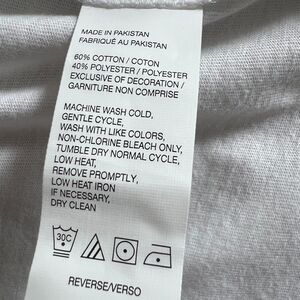 MADE IN PAKISTAN
FABRIQUÉ AU PAKISTAN
60% COTTON / COTON
40% POLYESTER / POLYESTER
EXCLUSIVE OF DECORATION /
GARNITURE NON COMPRISE
MACHINE WASH COLD,
GENTLE CYCLE,
WASH WITH LIKE COLORS,
NON-CHLORINE BLEACH ONLY,
TUMBLE DRY NORMAL CYCLE,
LOW HEAT,
REMOVE PROMPTLY,
LOW HEAT IRON
IF NECESSARY,
DRY CLEAN
30C
REVERSE/VERSO